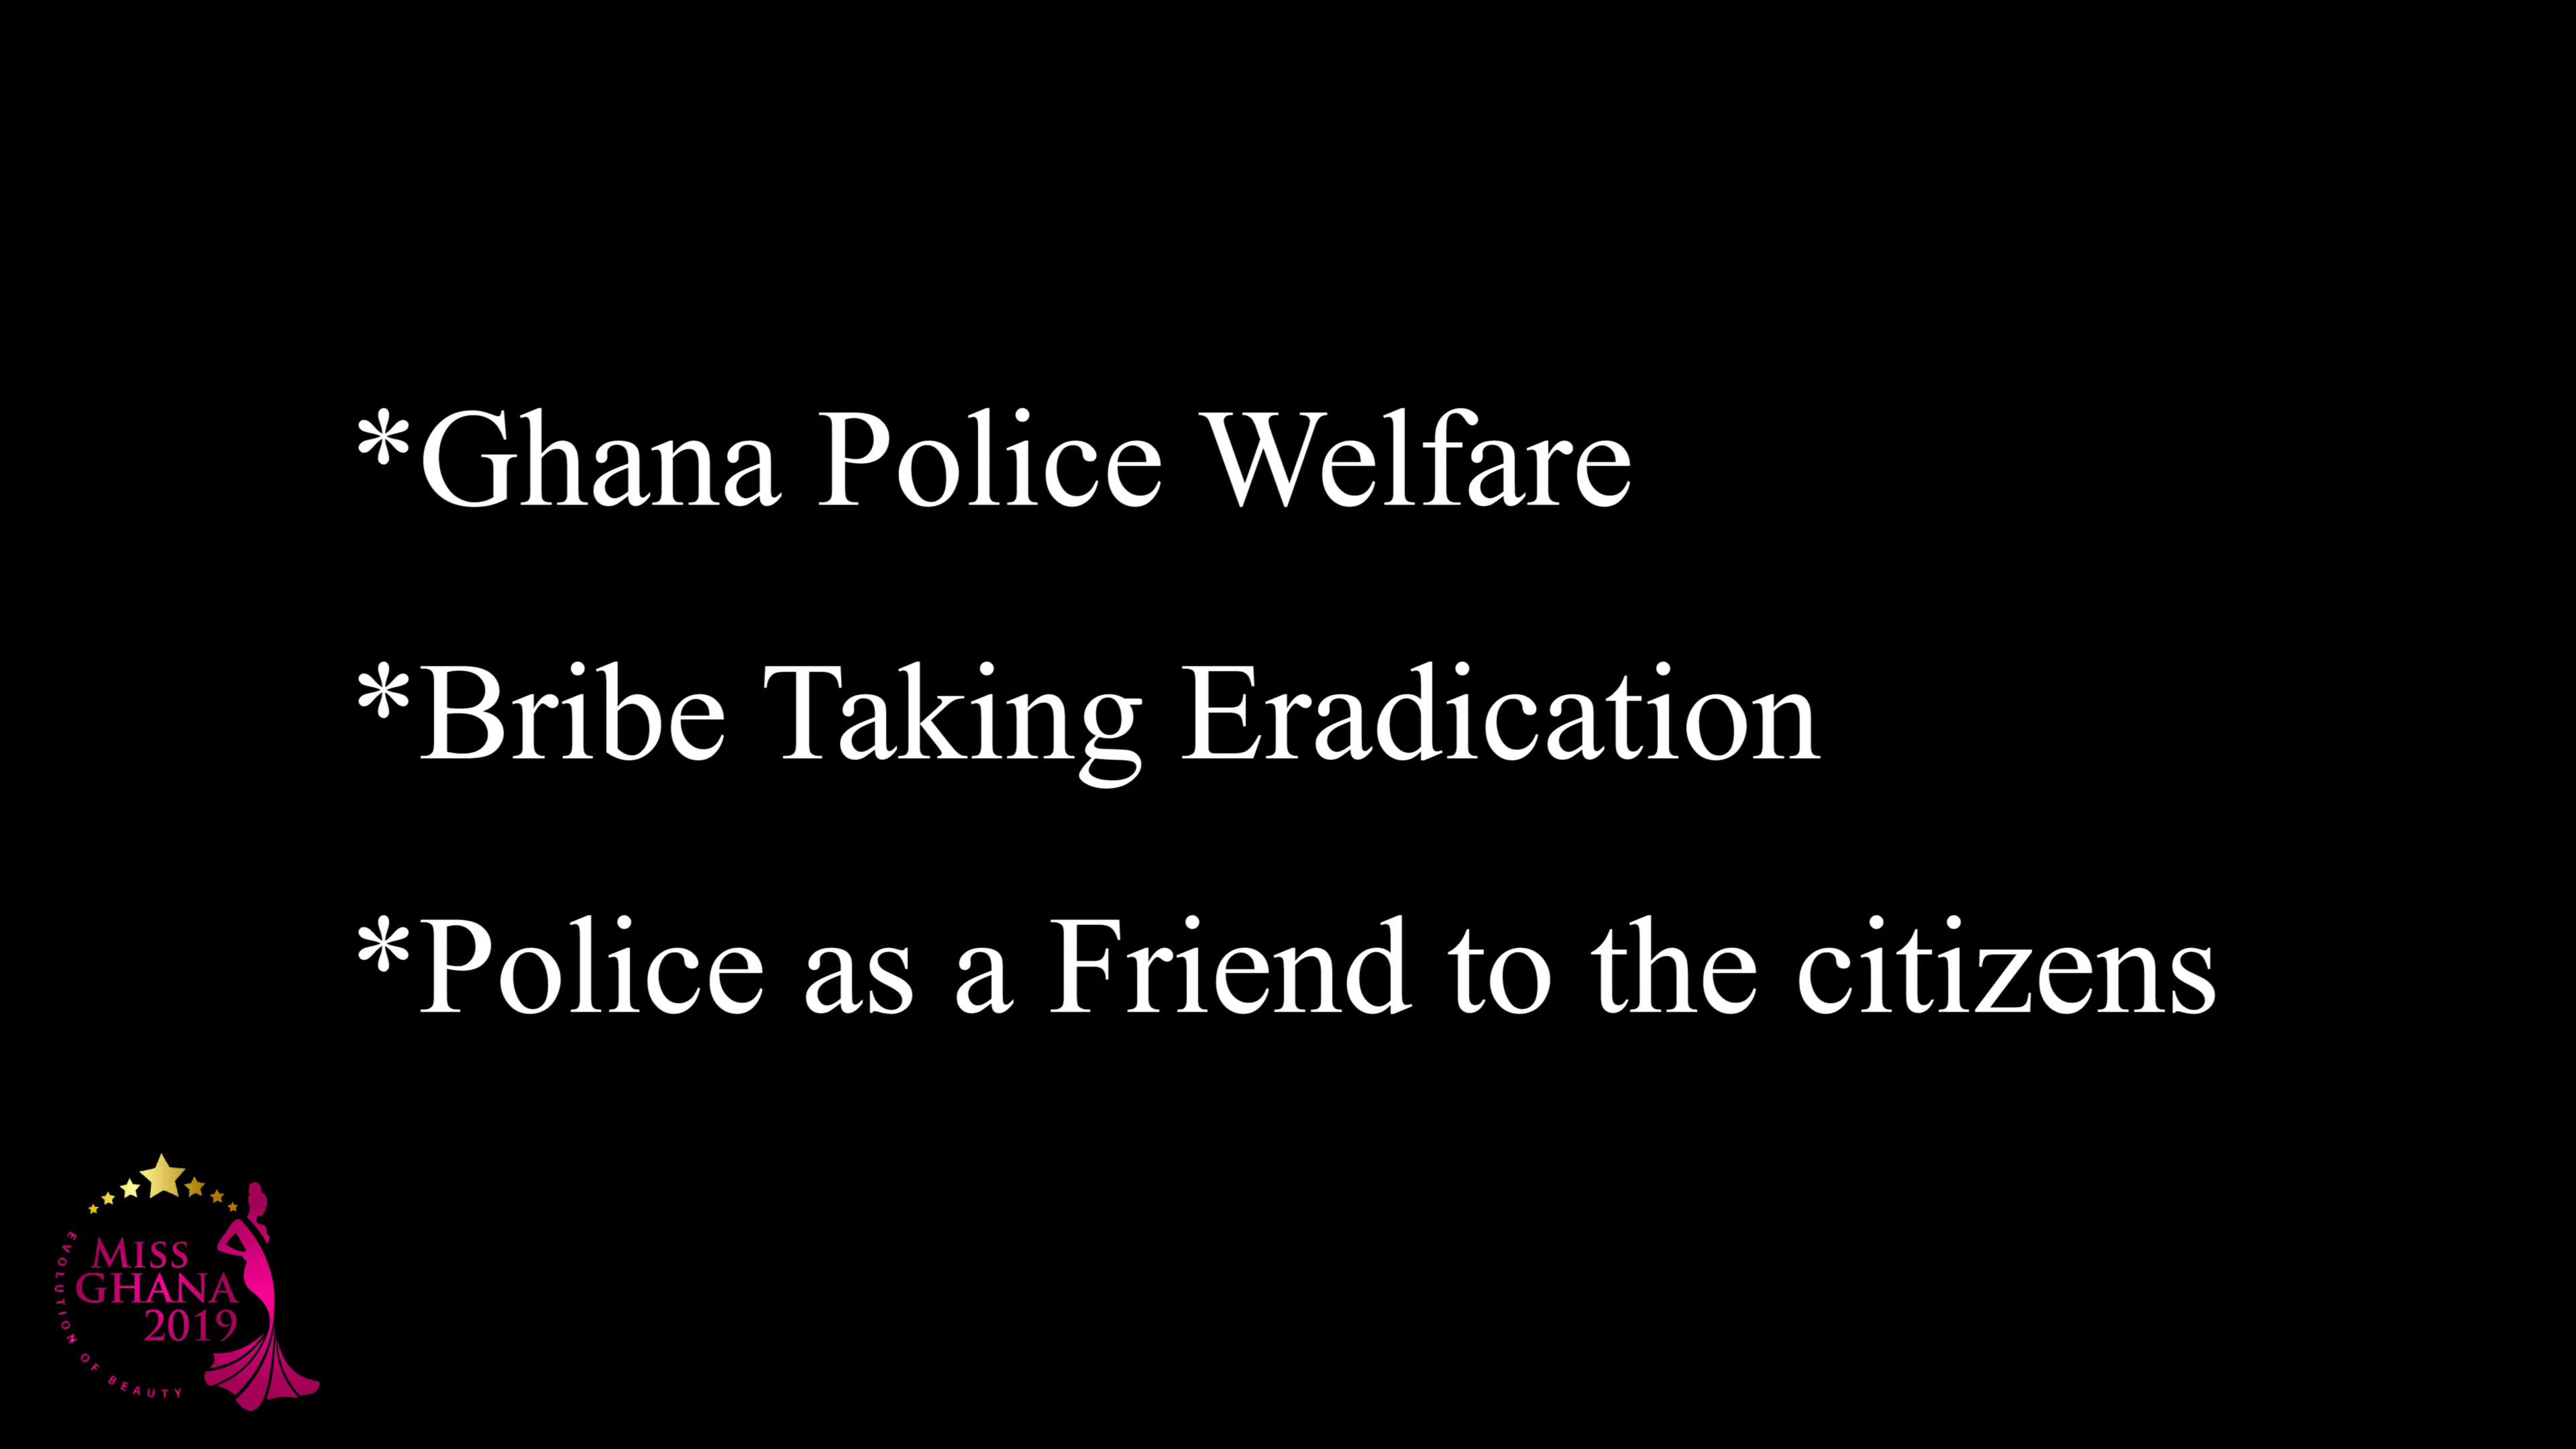 *Ghana Police Welfare
*Bribe Taking Eradication
*Police as a Friend to the citizens
MISS
GHANA
2019
EVOLUTION OF BEAUTY